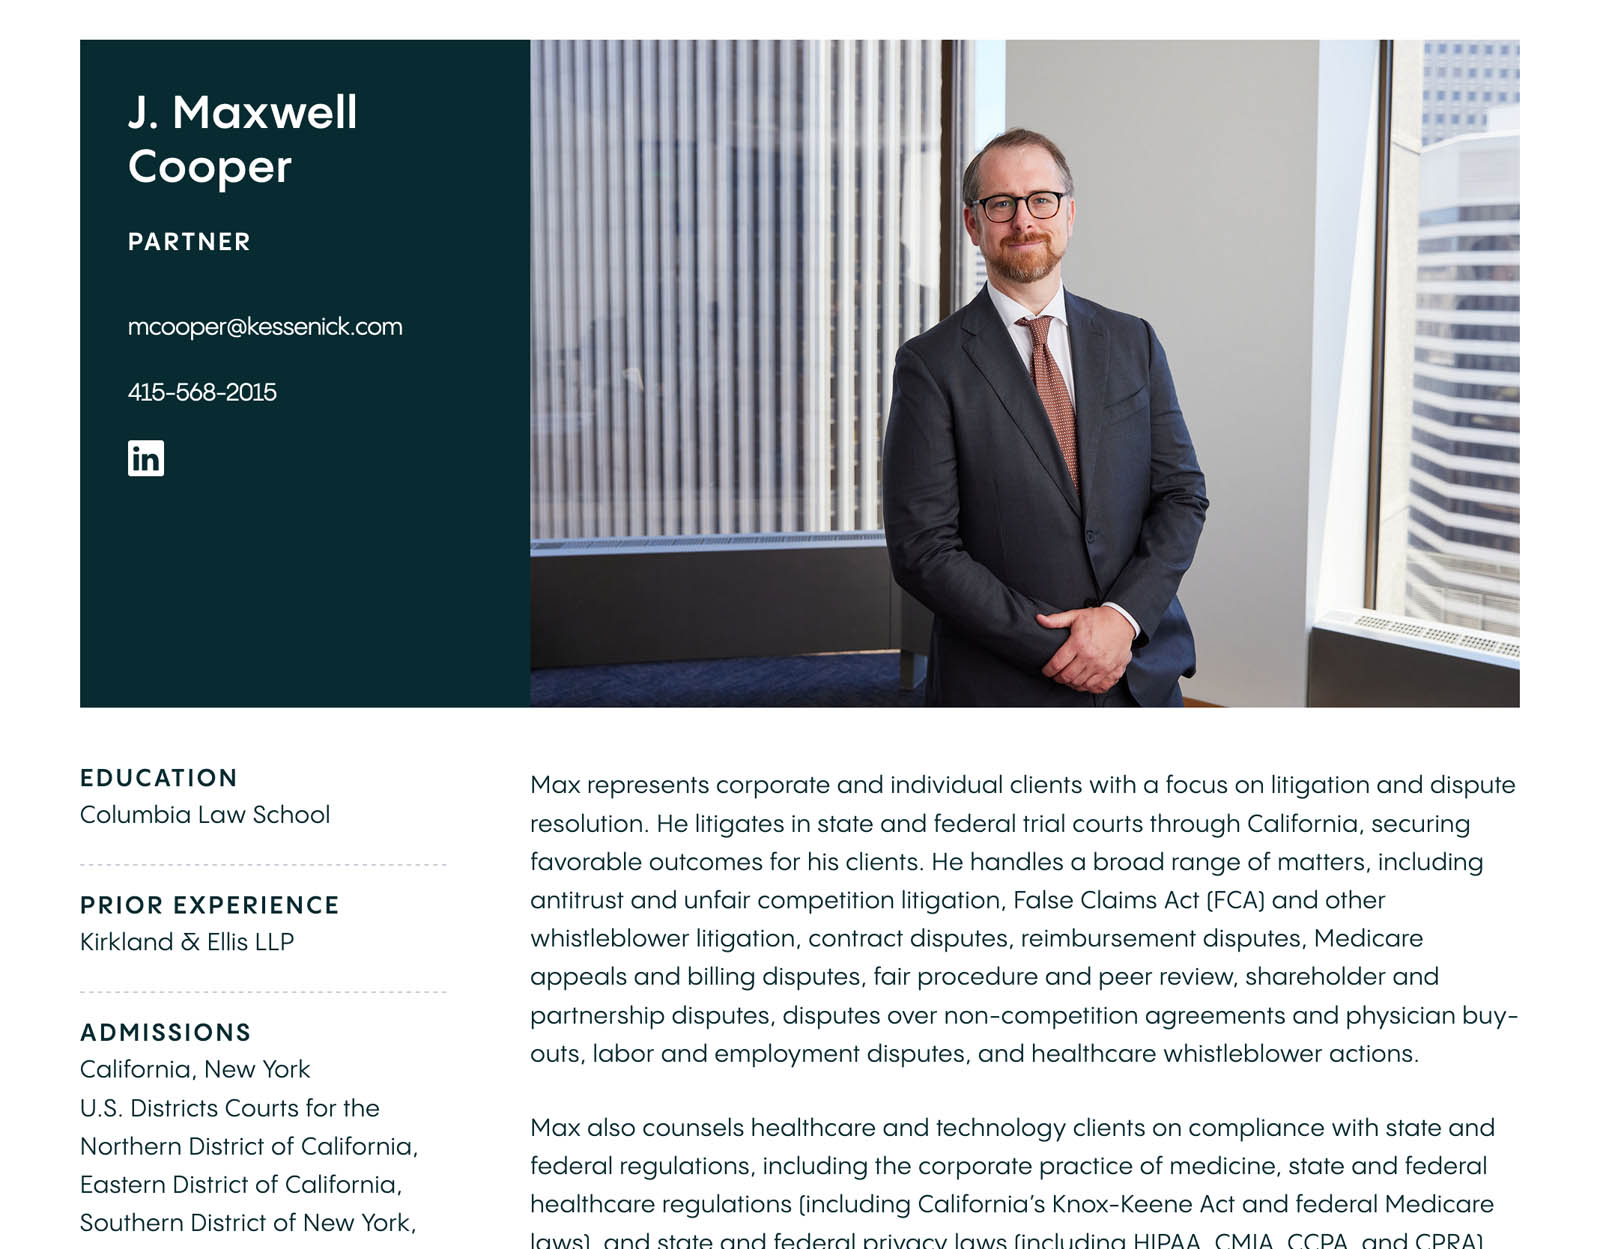 J. Maxwell
Cooper
PARTNER
mcooper@kessenick.com
415-568-2015
in
EDUCATION
Columbia Law School
PRIOR EXPERIENCE
Kirkland & Ellis LLP
ADMISSIONS
California, New York
U.S. Districts Courts for the
Northern District of California,
Eastern District of California,
Southern District of New York,
Max represents corporate and individual clients with a focus on litigation and dispute
resolution. He litigates in state and federal trial courts through California, securing
favorable outcomes for his clients. He handles a broad range of matters, including
antitrust and unfair competition litigation, False Claims Act (FCA) and other
whistleblower litigation, contract disputes, reimbursement disputes, Medicare
appeals and billing disputes, fair procedure and peer review, shareholder and
partnership disputes, disputes over non-competition agreements and physician buy-
outs, labor and employment disputes, and healthcare whistleblower actions.
Max also counsels healthcare and technology clients on compliance with state and
federal regulations, including the corporate practice of medicine, state and federal
healthcare regulations (including California’s Knox-Keene Act and federal Medicare
laws), and state and federal privacy laws (including HIPAA, CMIA, CCPA, and CPRA)